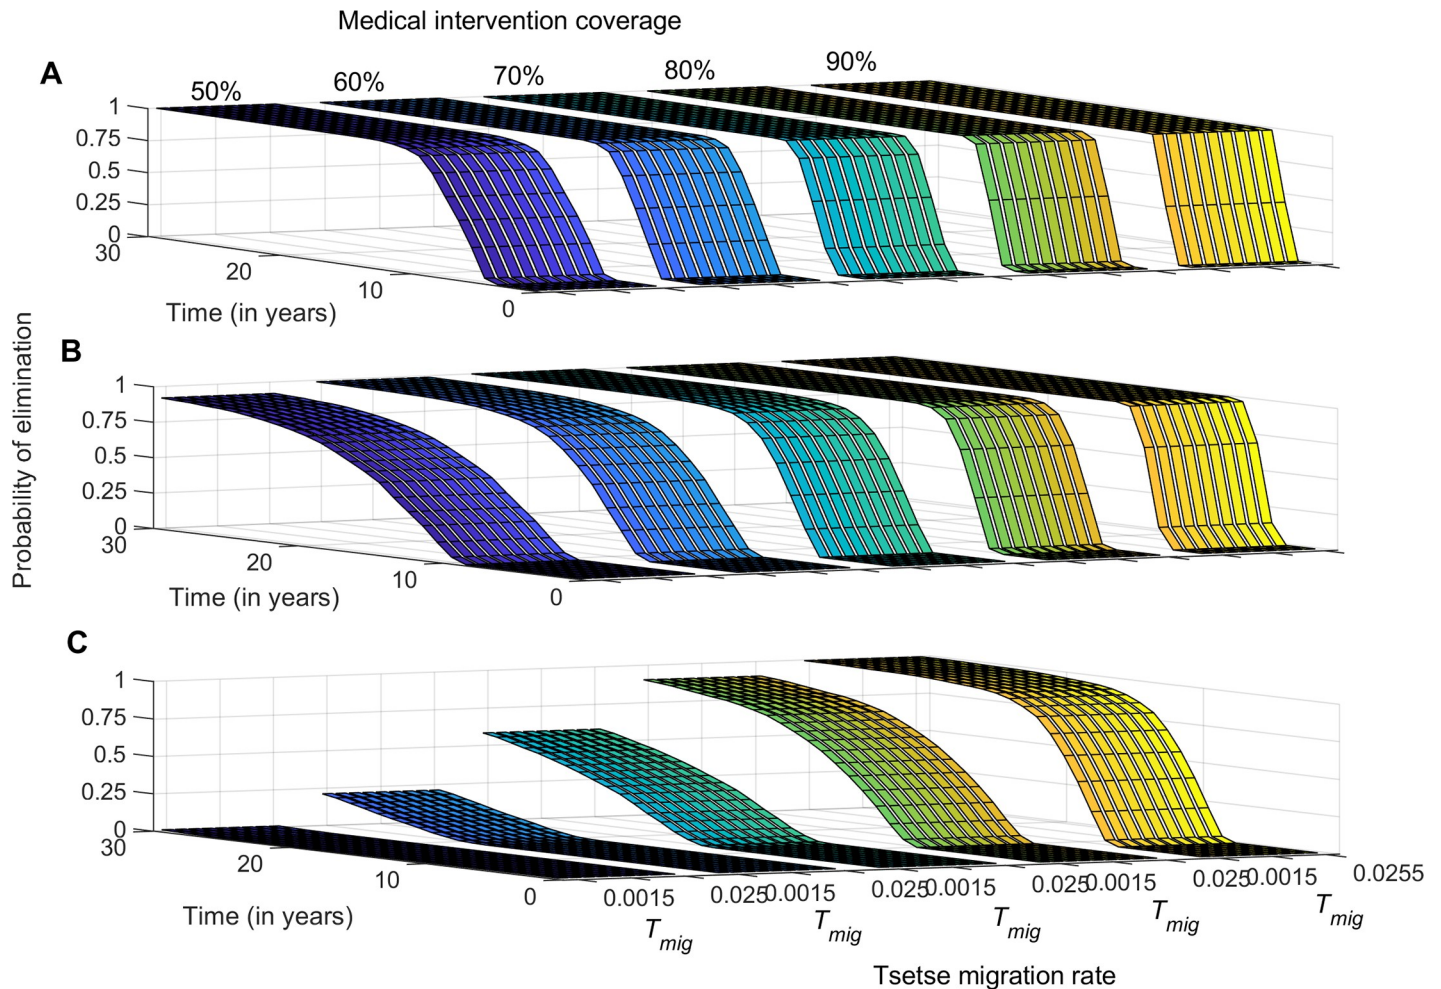 Medical intervention coverage
A
50% 60% 70% 80% 90%
1
0.75
0.5
0.25
0
30
20
10
0
Time (in years)
Probability of elimination
B
1
0.75
0.5
0.25
0
30
20
10
0
Time (in years)
C
1
0.75
0.5
0.25
0
30
20
10
0
Time (in years)
0.0015 0.025 0.0015 0.025 0.0015 0.025 0.0015 0.025 0.0015 0.0255
Tmig Tmig Tmig Tmig Tmig
Tsetse migration rate